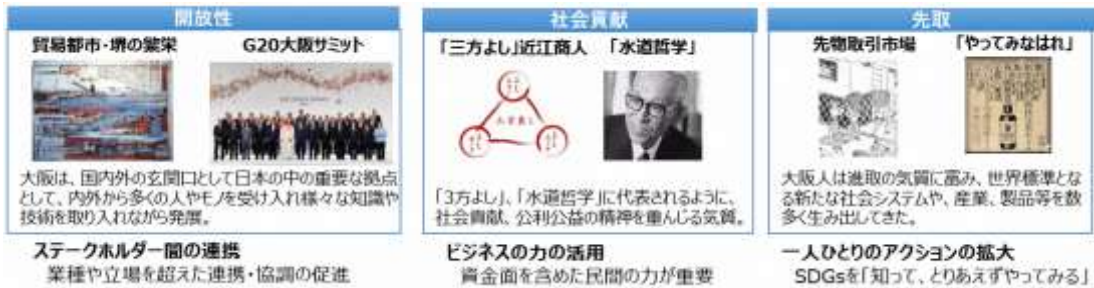 開放性
貿易都市・堺の繁栄
G20大阪サミット
大阪は、国内外の玄関口として日本の中の重要な拠点
として、内外から多くの人やモノを受け入れ様々な知識や
技術を取り入れながら発展。
ステークホルダー間の連携
業種や立場を超えた連携・協調の促進
社会貢献
「三方よし」近江商人
「水道哲学」
「3方よし」、「水道哲学」に代表されるように、
社会貢献、公利公益の精神を重んじる気質。
ビジネスの力の活用
資金面を含めた民間の力が重要
先取
先物取引市場
「やってみなはれ」
大阪人は進取の気質に富み、世界標準とな
る新たな社会システムや、産業、製品等を数
多く生み出してきた。
一人ひとりのアクションの拡大
SDGsを「知って、とりあえずやってみる」